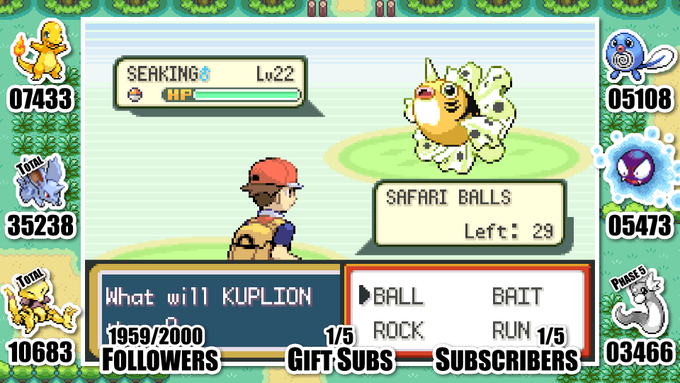 SEAKING♂ Lv22
HP
07433
05108
SAFARI BALLS
Left: 29
TOTAL
35238
05473
What will KUPLION
BALL BAIT
ROCK RUN
TOTAL
10683
PHASE 5
03466
1959/2000
FOLLOWERS
1/5
GIFT SUBS
1/5
SUBSCRIBERS